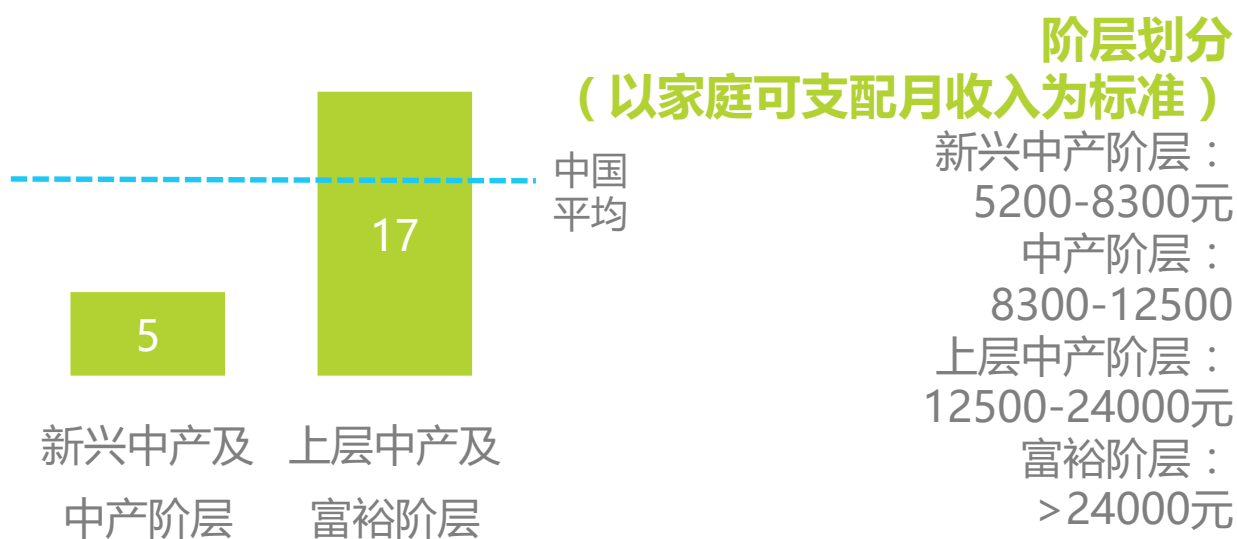 阶层划分
（以家庭可支配月收入为标准）
新兴中产阶层：
5200-8300元
中产阶层：
8300-12500
上层中产阶层：
12500-24000元
富裕阶层：
>24000元
中国
平均
17
5
新兴中产及
中产阶层
上层中产及
富裕阶层